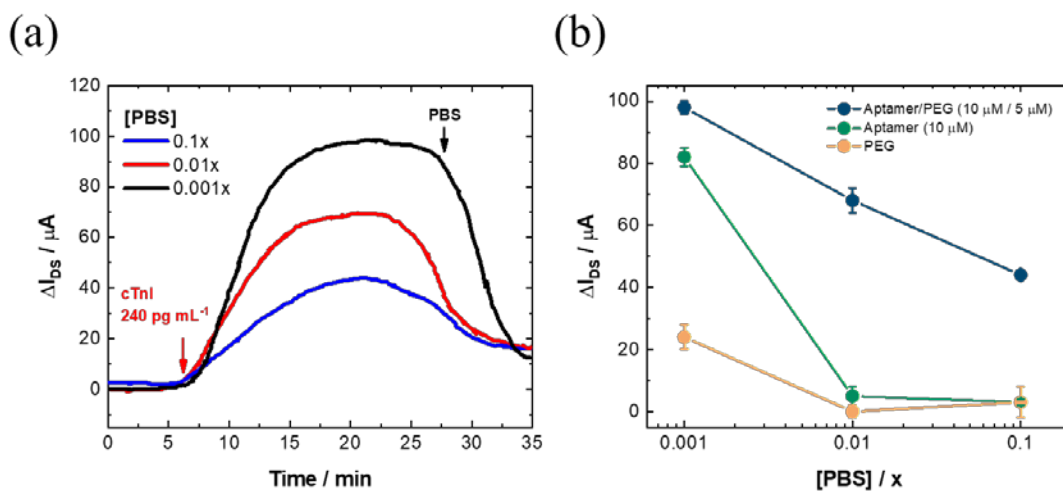 (a)
(b)
[PBS]
0.1x
0.01x
0.001x
PBS
cTnI
240 pg mL⁻¹
ΔI_DS / μA
0
20
40
60
80
100
120
0
5
10
15
20
25
30
35
Time / min
Aptamer/PEG (10 μM / 5 μM)
Aptamer (10 μM)
PEG
ΔI_DS / μA
0
20
40
60
80
100
0.001
0.01
0.1
[PBS] / x